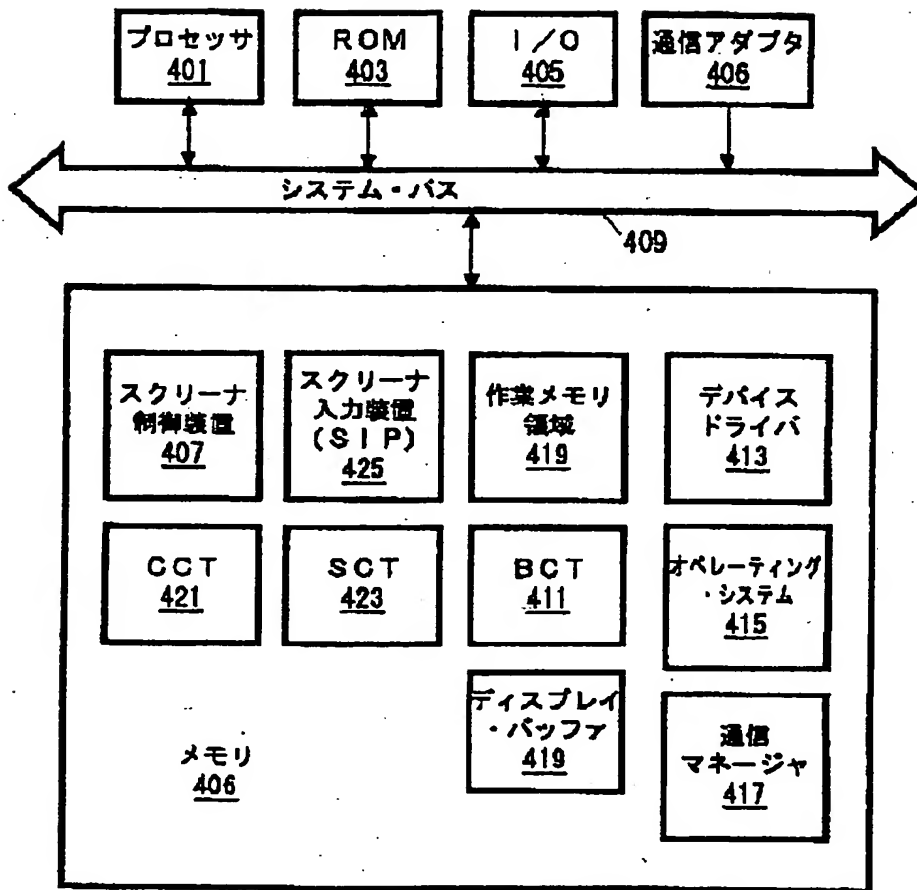 プロセッサ
401
ROM
403
I/O
405
通信アダプタ
406
システム・バス
409
スクリーナ
制御装置
407
スクリーナ
入力装置
(SIP)
425
作業メモリ
領域
419
デバイス
ドライバ
413
CCT
421
SCT
423
BCT
411
オペレーティング
・システム
415
ディスプレイ
・バッファ
419
通信
マネージャ
417
メモリ
406